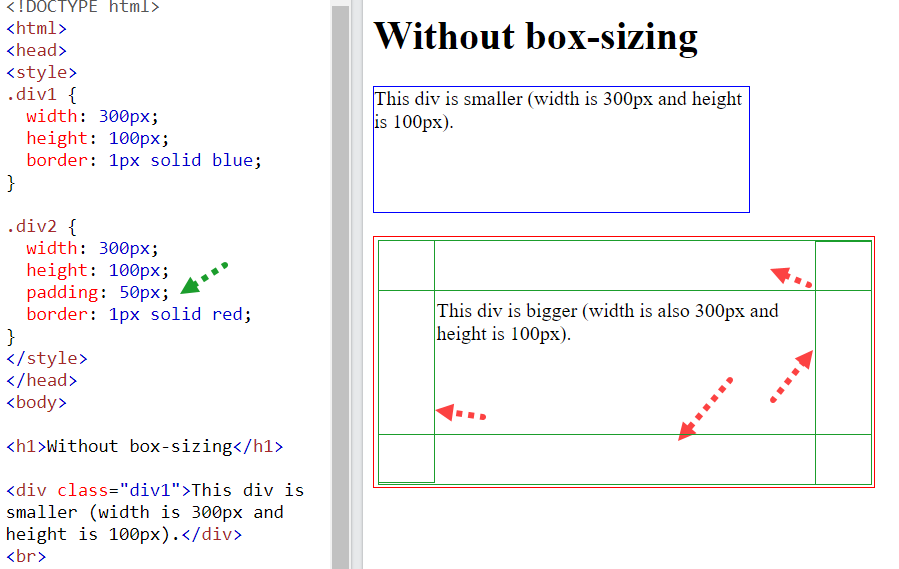 <!DOCTYPE html>
<html>
<head>
<style>
.div1 {
  width: 300px;
  height: 100px;
  border: 1px solid blue;
}

.div2 {
  width: 300px;
  height: 100px;
  padding: 50px;
  border: 1px solid red;
}
</style>
</head>
<body>

<h1>Without box-sizing</h1>

<div class="div1">This div is
smaller (width is 300px and
height is 100px).</div>
<br>
Without box-sizing
This div is smaller (width is 300px and height
is 100px).
This div is bigger (width is also 300px and
height is 100px).